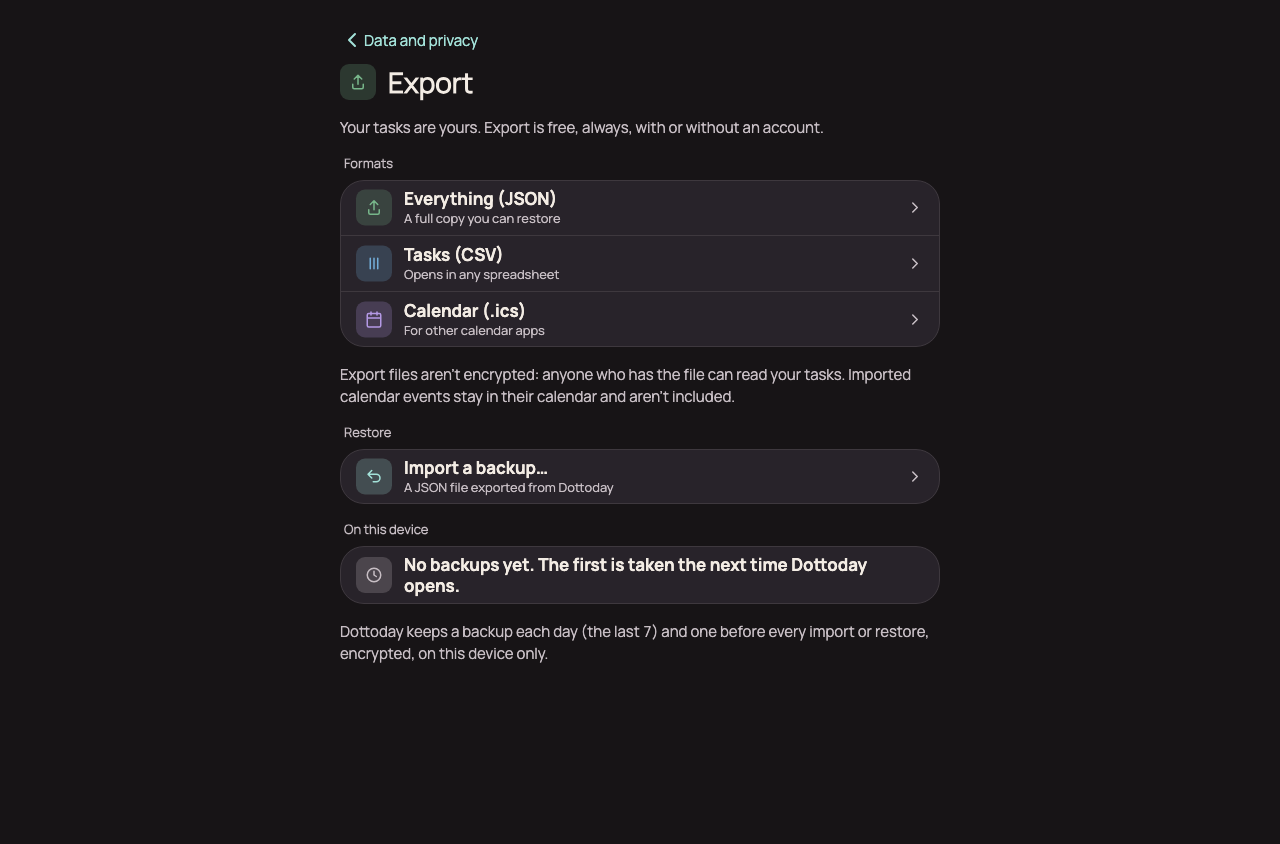 Data and privacy
Export
Your tasks are yours. Export is free, always, with or without an account.
Formats
Everything (JSON)
A full copy you can restore
Tasks (CSV)
Opens in any spreadsheet
Calendar (.ics)
For other calendar apps
Export files aren't encrypted: anyone who has the file can read your tasks. Imported
calendar events stay in their calendar and aren't included.
Restore
Import a backup…
A JSON file exported from Dottoday
On this device
No backups yet. The first is taken the next time Dottoday
opens.
Dottoday keeps a backup each day (the last 7) and one before every import or restore,
encrypted, on this device only.